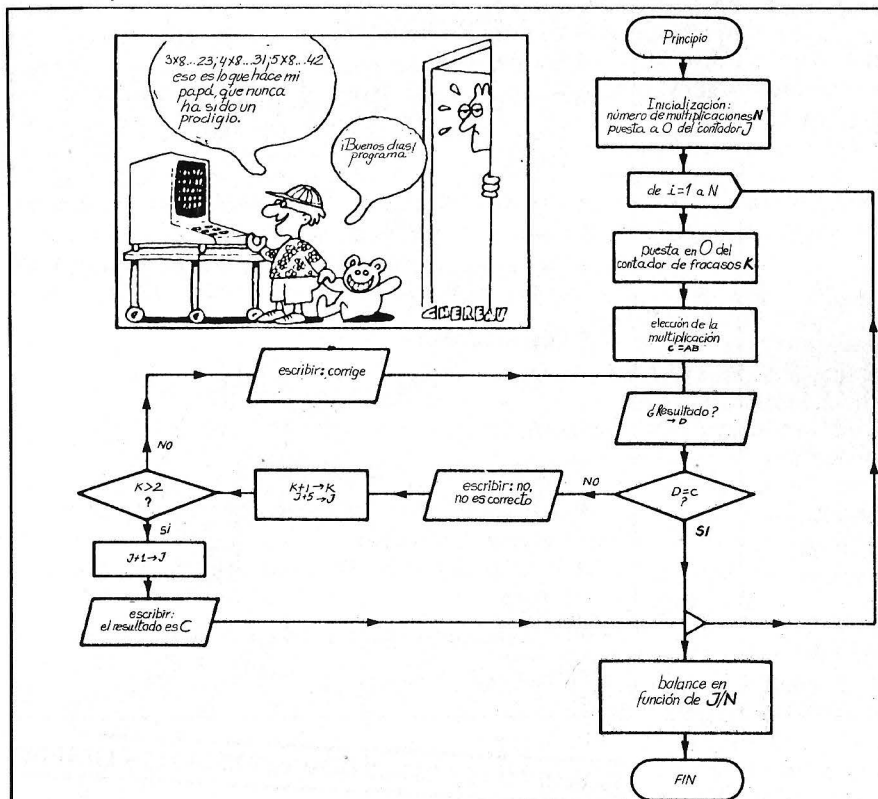 3x8...23; 4x8...31, 5x8...42
eso es lo que hace mi
papá, que nunca
ha sido un
prodigio.
¡Buenos dias!
programa
CHEREAU
Principio
Inicialización:
número de multiplicaciones N
puesta a 0 del contador J
de i=1 a N
puesta en 0 del
contador de fracasos K
elección de la
multiplicación
C=AB
escribir: corrige
¿Resultado?
→ D
NO
K>2
?
K+1→K
J+5→J
escribir: no,
no es correcto
NO
D=C
?
SI
SI
J+1→J
escribir:
el resultado es C
balance en
función de J/N
FIN